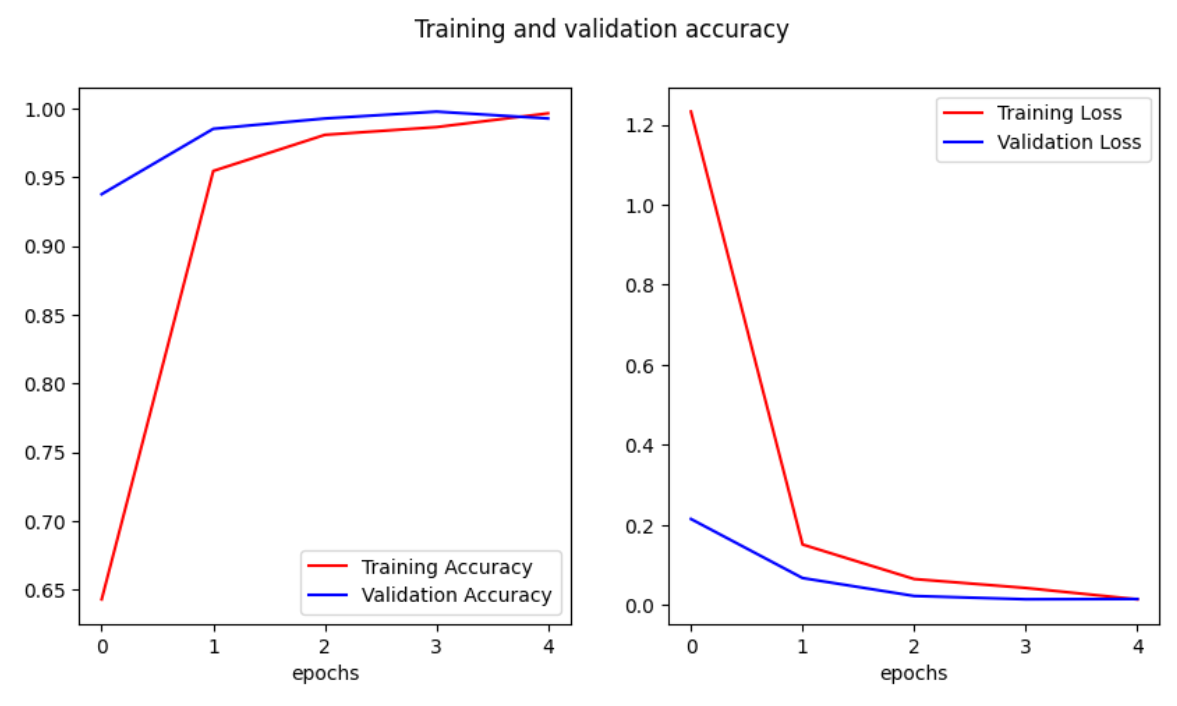 Training and validation accuracy
1.00
0.95
0.90
0.85
0.80
0.75
0.70
0.65
Training Accuracy
Validation Accuracy
0 1 2 3 4
epochs
1.2
1.0
0.8
0.6
0.4
0.2
0.0
Training Loss
Validation Loss
0 1 2 3 4
epochs